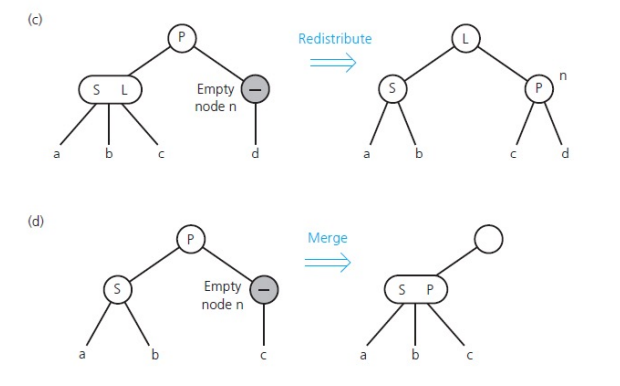 (c)
P
Redistribute
L
S L
Empty
node n
–
S
P
n
a b c d
a b c d
(d)
P
Merge
S
Empty
node n
–
S P
a b c
a b c